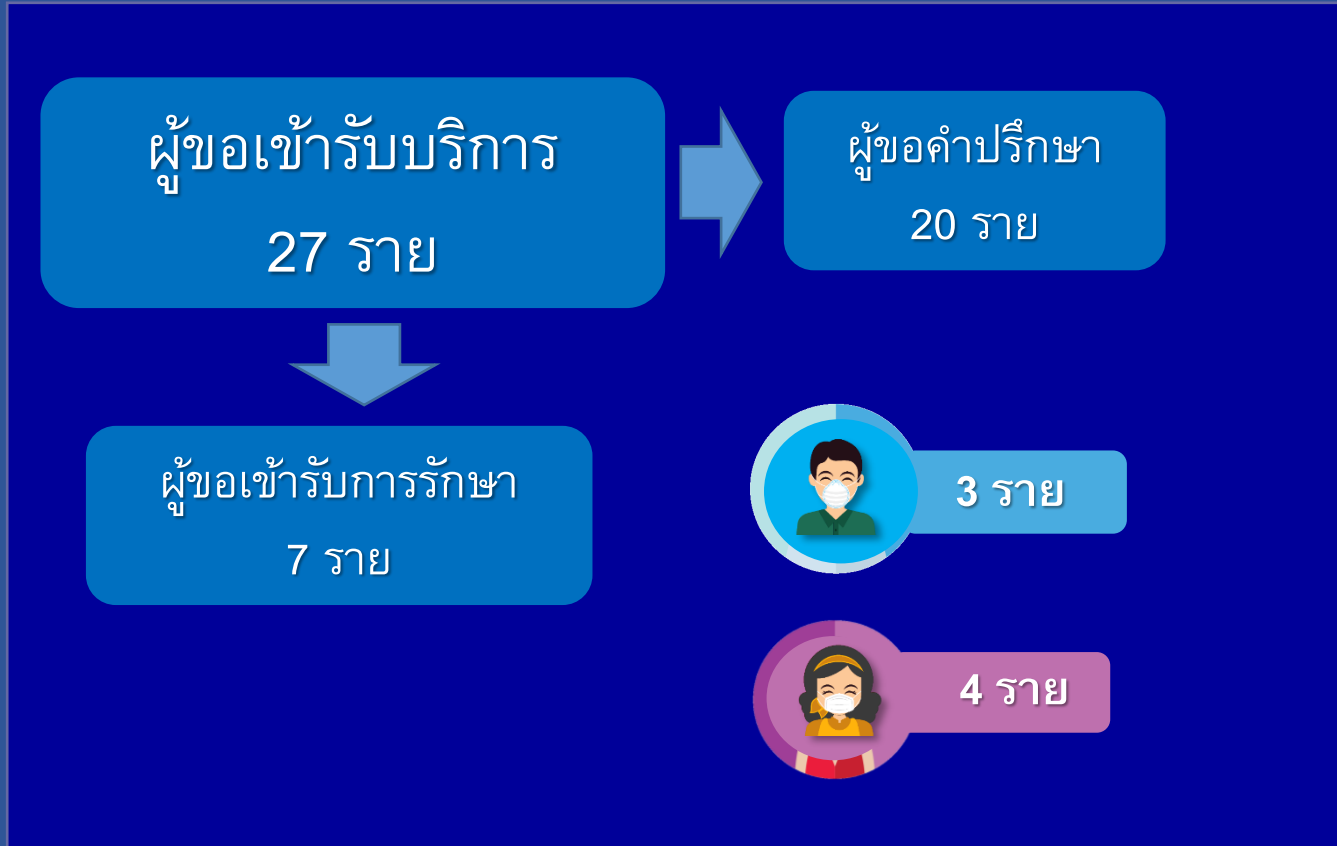 ผู้ขอเข้ารับบริการ
27 ราย
ผู้ขอคำปรึกษา
20 ราย
ผู้ขอเข้ารับการรักษา
7 ราย
3 ราย
4 ราย